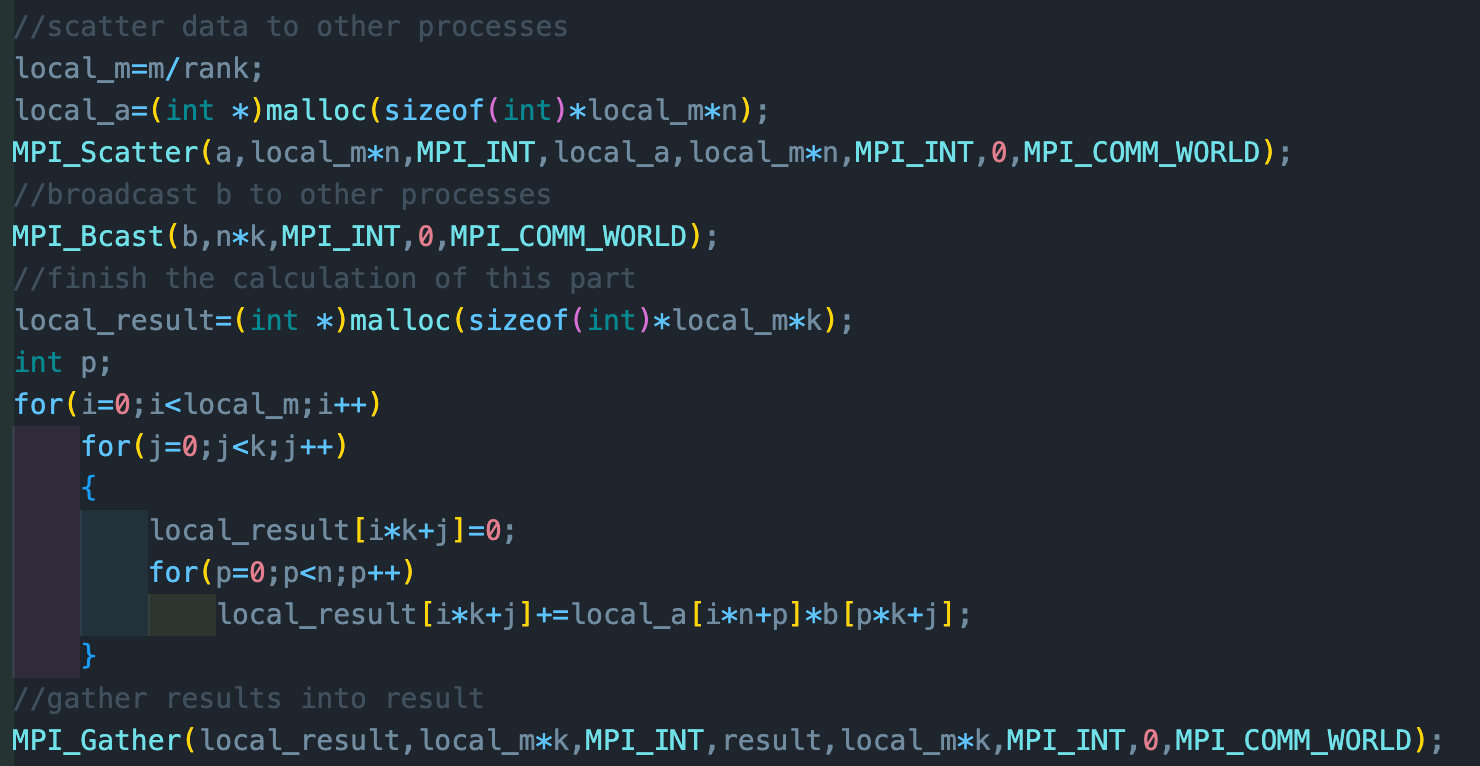 //scatter data to other processes
local_m=m/rank;
local_a=(int *)malloc(sizeof(int)*local_m*n);
MPI_Scatter(a,local_m*n,MPI_INT,local_a,local_m*n,MPI_INT,0,MPI_COMM_WORLD);
//broadcast b to other processes
MPI_Bcast(b,n*k,MPI_INT,0,MPI_COMM_WORLD);
//finish the calculation of this part
local_result=(int *)malloc(sizeof(int)*local_m*k);
int p;
for(i=0;i<local_m;i++)
    for(j=0;j<k;j++)
    {
        local_result[i*k+j]=0;
        for(p=0;p<n;p++)
            local_result[i*k+j]+=local_a[i*n+p]*b[p*k+j];
    }
//gather results into result
MPI_Gather(local_result,local_m*k,MPI_INT,result,local_m*k,MPI_INT,0,MPI_COMM_WORLD);